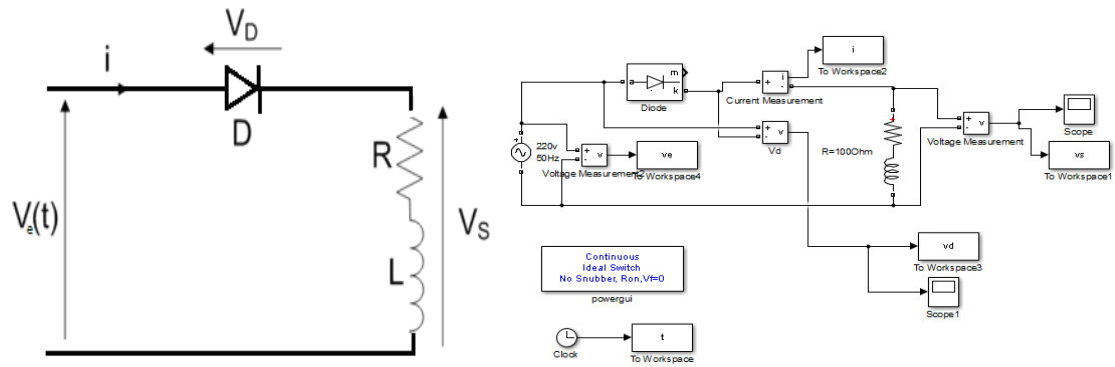 V_D
i
D
R
V_e(t)
V_S
L
i
To Workspace2
a
m
k
Diode
+
-
i
Current Measurement
+
-
v
Vd
+
220v
50Hz
+
-
v
Voltage Measurement2
ve
To Workspace4
R=100Ohm
+
-
v
Voltage Measurement
Scope
vs
To Workspace1
vd
To Workspace3
Scope1
Continuous
Ideal Switch
No Snubber, Ron,Vf=0
powergui
Clock
t
To Workspace